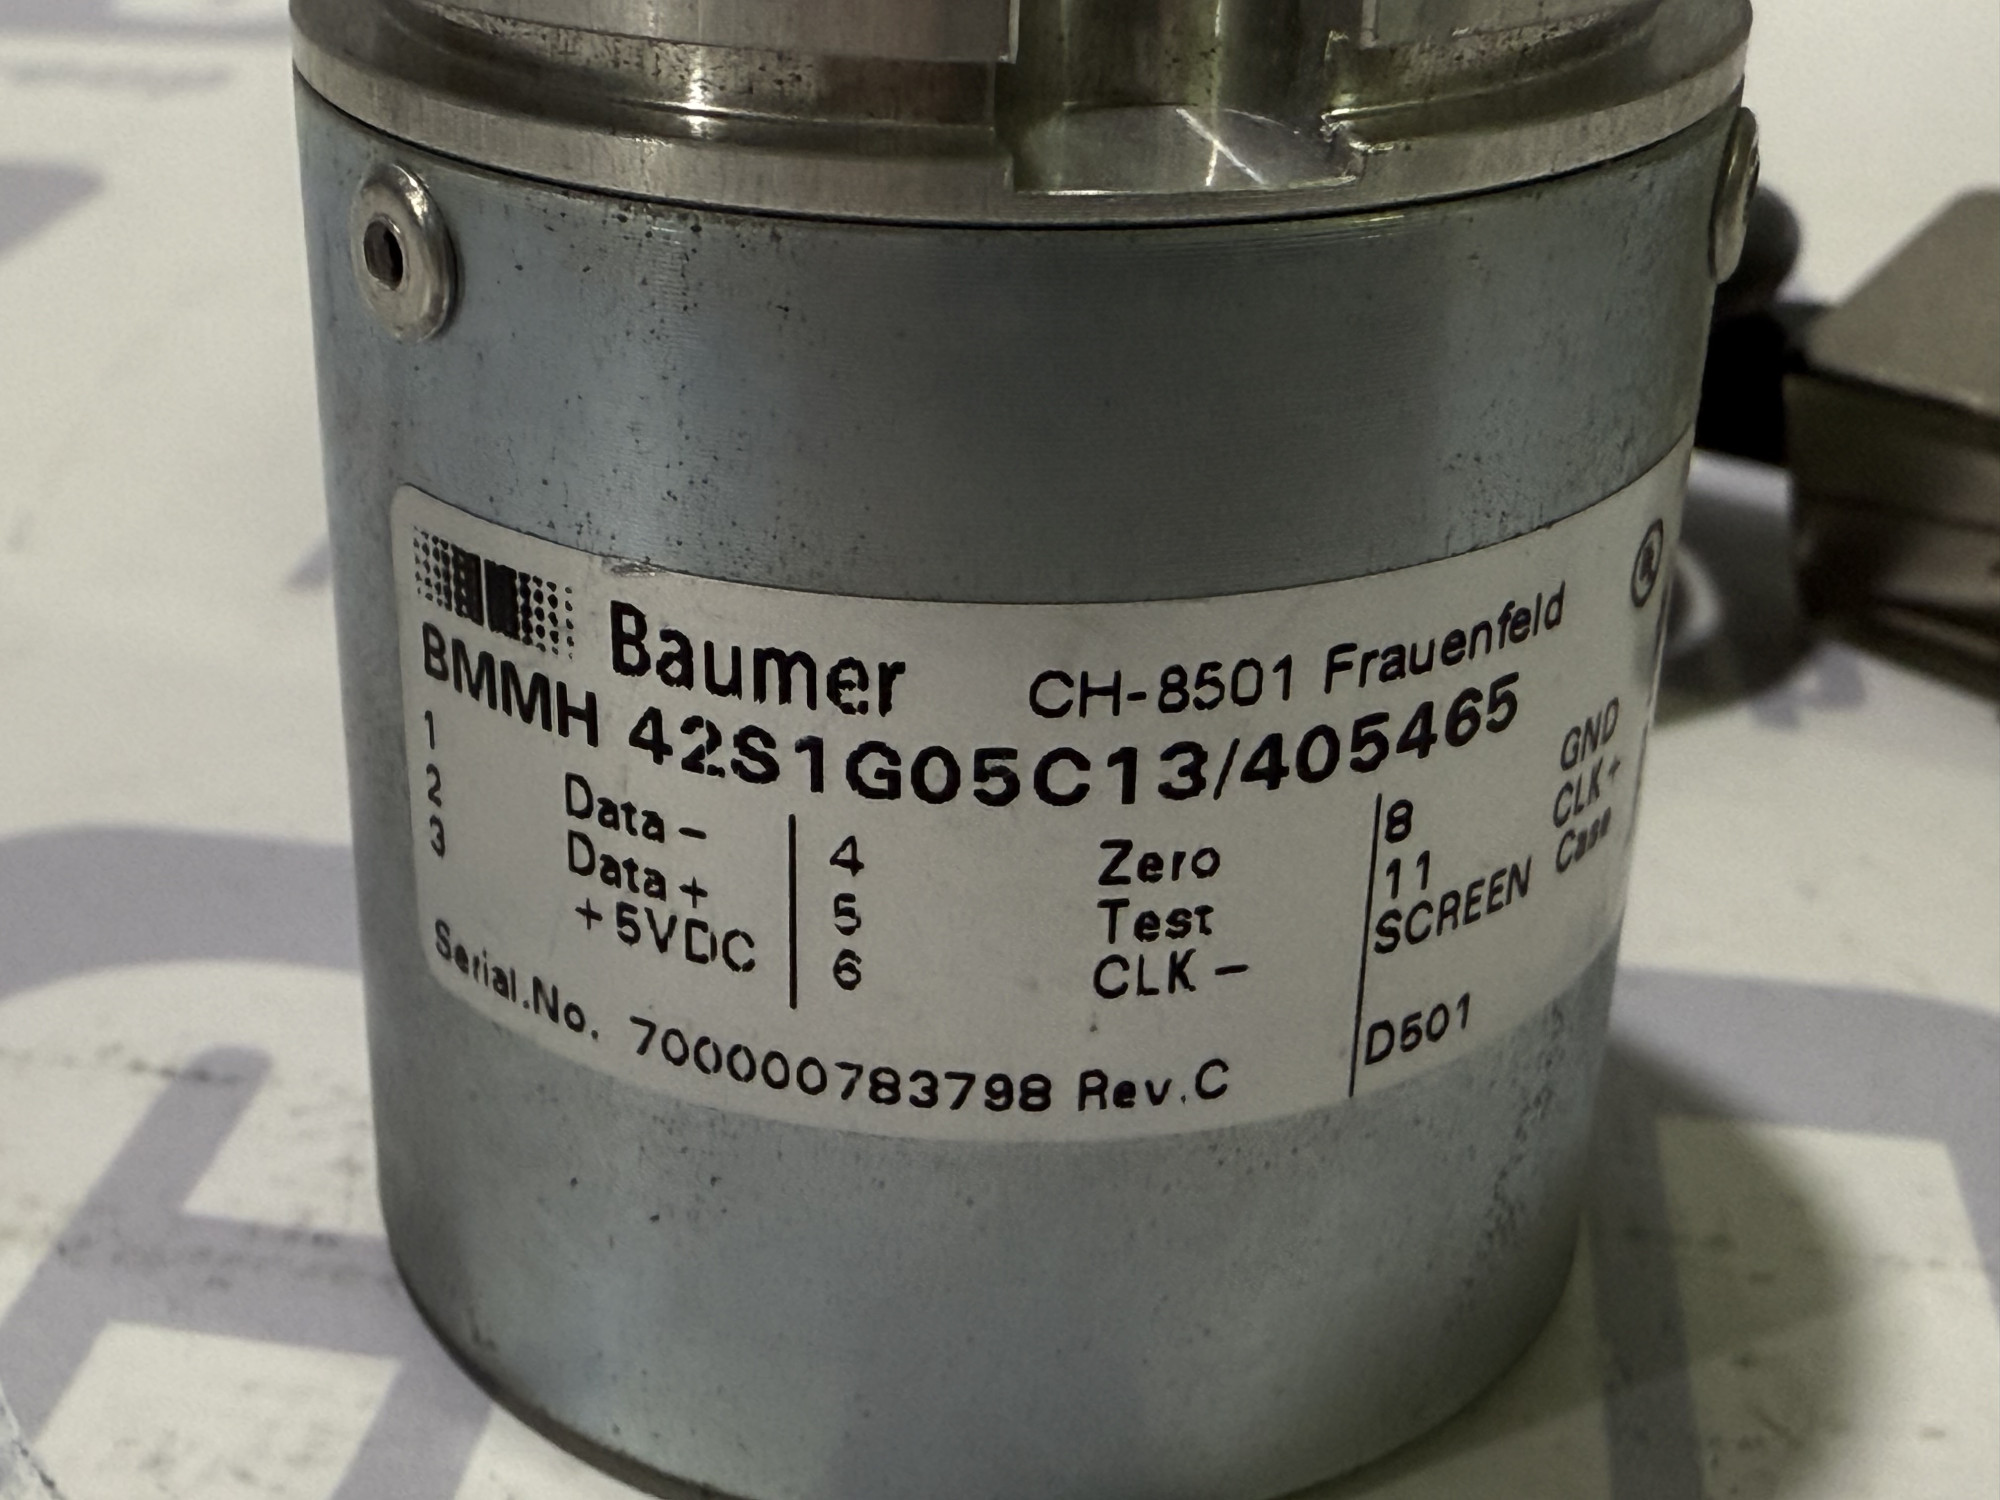 Baumer CH-8501 Frauenfeld
BMMH 42S1G05C13/405465
1 Data - 4 Zero 8 GND
2 Data + 5 Test 11 CLK+
3 +5VDC 6 CLK - SCREEN Case
Serial.No. 700000783798 Rev.C D501